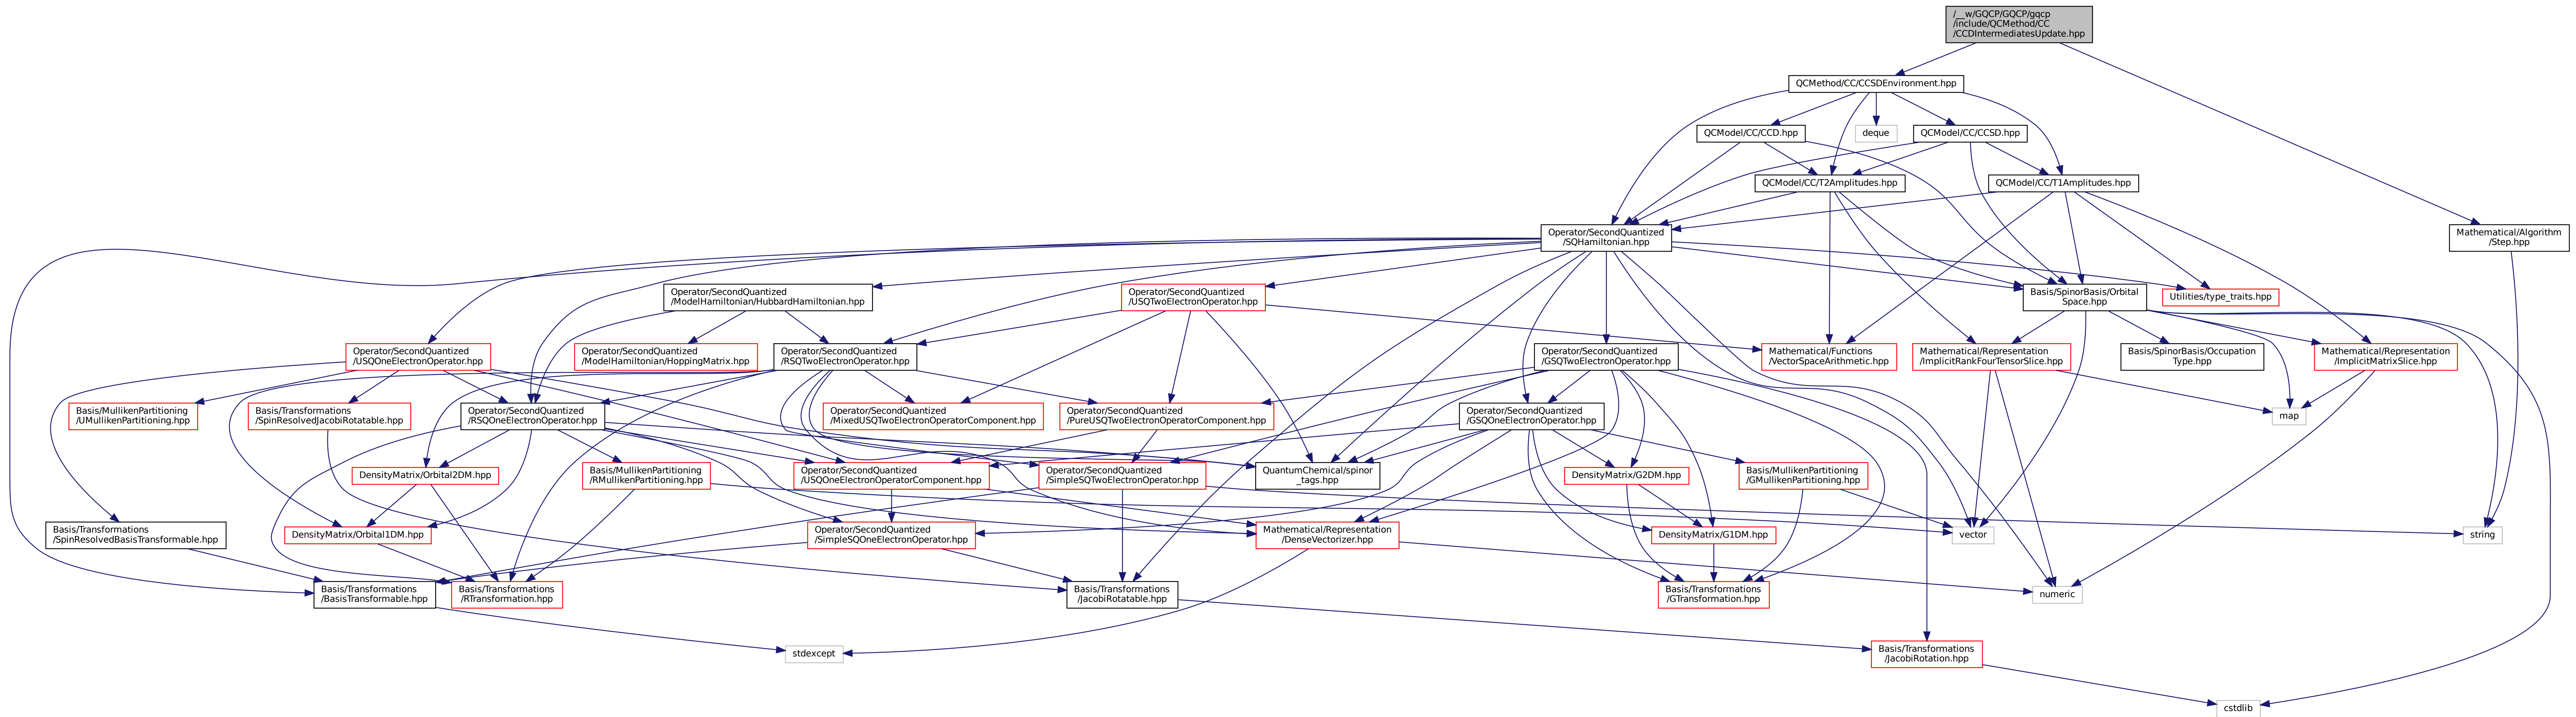 /__w/GQCP/GQCP/gqcp
/include/QCMethod/CC
/CCDIntermediatesUpdate.hpp
QCMethod/CC/CCSDEnvironment.hpp
QCModel/CC/CCD.hpp
deque
QCModel/CC/CCSD.hpp
QCModel/CC/T2Amplitudes.hpp
QCModel/CC/T1Amplitudes.hpp
Operator/SecondQuantized
/SQHamiltonian.hpp
Mathematical/Algorithm
/Step.hpp
Operator/SecondQuantized
/ModelHamiltonian/HubbardHamiltonian.hpp
Operator/SecondQuantized
/USQTwoElectronOperator.hpp
Basis/SpinorBasis/Orbital
Space.hpp
Utilities/type_traits.hpp
Operator/SecondQuantized
/USQOneElectronOperator.hpp
Operator/SecondQuantized
/ModelHamiltonian/HoppingMatrix.hpp
Operator/SecondQuantized
/RSQTwoElectronOperator.hpp
Mathematical/Functions
/VectorSpaceArithmetic.hpp
Operator/SecondQuantized
/GSQTwoElectronOperator.hpp
Mathematical/Representation
/ImplicitRankFourTensorSlice.hpp
Basis/SpinorBasis/Occupation
Type.hpp
Mathematical/Representation
/ImplicitMatrixSlice.hpp
Basis/MullikenPartitioning
/UMullikenPartitioning.hpp
Basis/Transformations
/SpinResolvedJacobiRotatable.hpp
Operator/SecondQuantized
/RSQOneElectronOperator.hpp
Operator/SecondQuantized
/MixedUSQTwoElectronOperatorComponent.hpp
Operator/SecondQuantized
/PureUSQTwoElectronOperatorComponent.hpp
Operator/SecondQuantized
/GSQOneElectronOperator.hpp
map
DensityMatrix/Orbital2DM.hpp
Basis/MullikenPartitioning
/RMullikenPartitioning.hpp
Operator/SecondQuantized
/USQOneElectronOperatorComponent.hpp
Operator/SecondQuantized
/SimpleSQTwoElectronOperator.hpp
QuantumChemical/spinor
_tags.hpp
DensityMatrix/G2DM.hpp
Basis/MullikenPartitioning
/GMullikenPartitioning.hpp
Basis/Transformations
/SpinResolvedBasisTransformable.hpp
DensityMatrix/Orbital1DM.hpp
Operator/SecondQuantized
/SimpleSQOneElectronOperator.hpp
Mathematical/Representation
/DenseVectorizer.hpp
DensityMatrix/G1DM.hpp
vector
string
Basis/Transformations
/BasisTransformable.hpp
Basis/Transformations
/RTransformation.hpp
Basis/Transformations
/JacobiRotatable.hpp
Basis/Transformations
/GTransformation.hpp
numeric
stdexcept
Basis/Transformations
/JacobiRotation.hpp
cstdlib